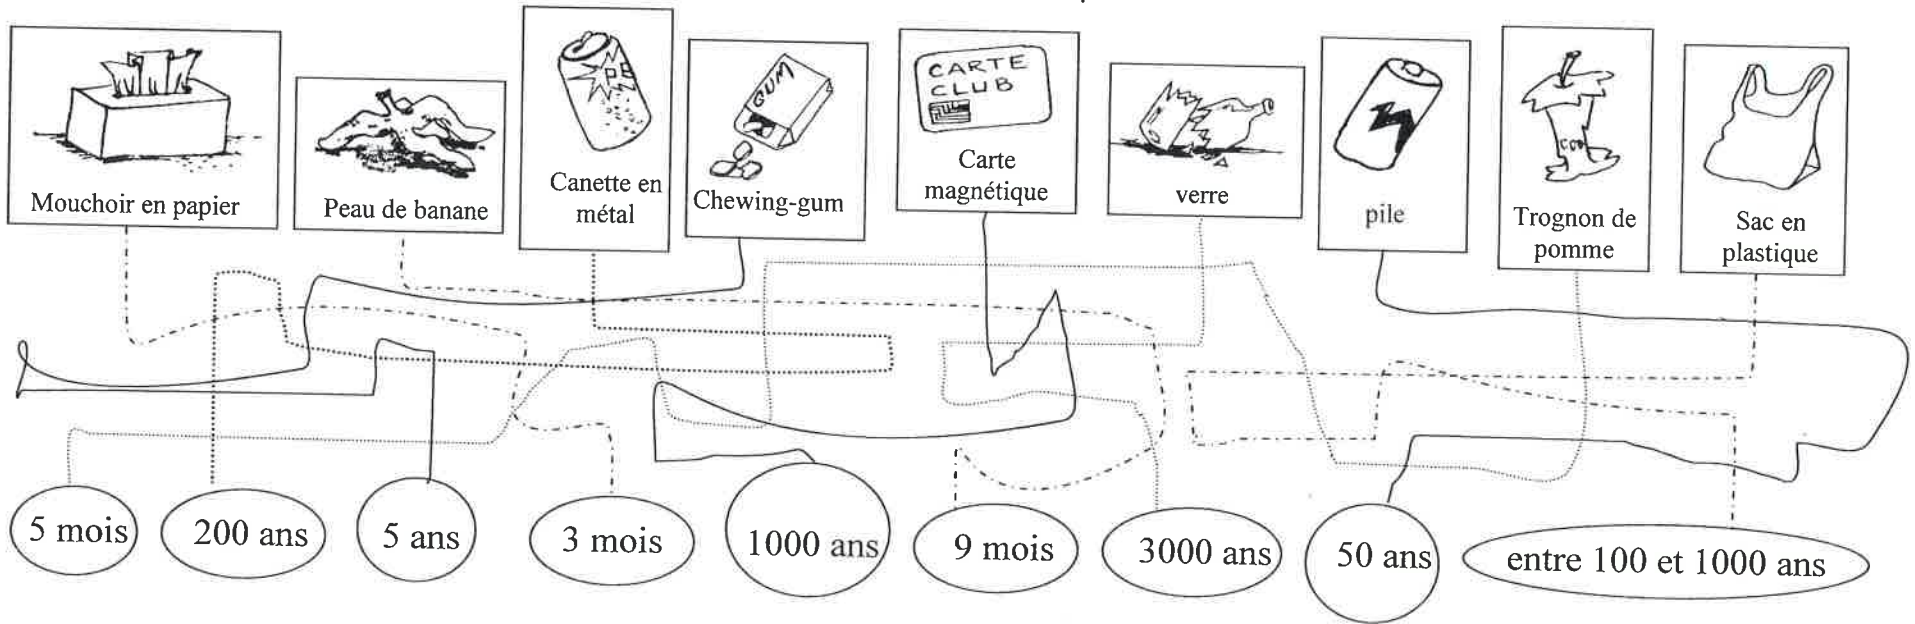 Mouchoir en papier
Peau de banane
Canette en
métal
GUM
Chewing-gum
CARTE
CLUB
Carte
magnétique
verre
pile
Trognon de
pomme
Sac en
plastique
5 mois
200 ans
5 ans
3 mois
1000 ans
9 mois
3000 ans
50 ans
entre 100 et 1000 ans